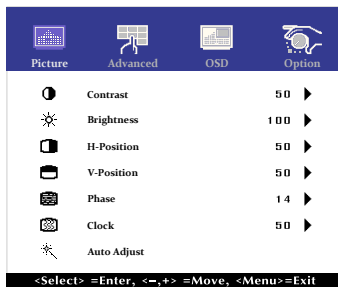 Picture Advanced OSD Option
Contrast 50
Brightness 100
H-Position 50
V-Position 50
Phase 14
Clock 50
Auto Adjust
<Select> =Enter, <−,+> =Move, <Menu>=Exit